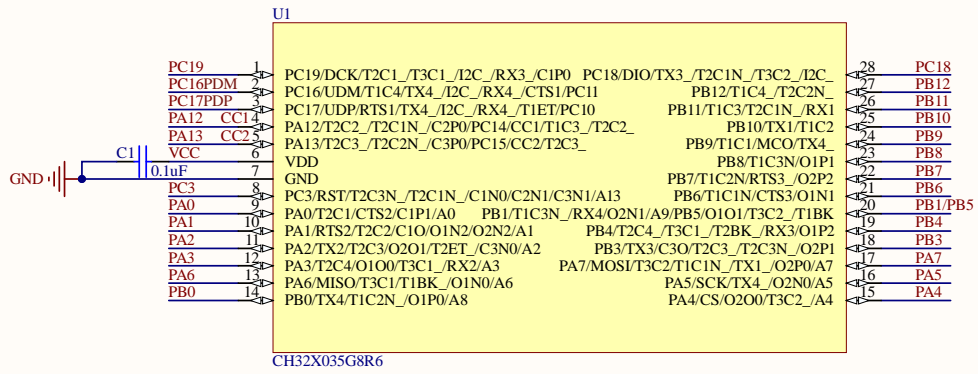 U1
PC19 1 PC19/DCK/T2C1_/T3C1_/I2C_/RX3_/C1P0 PC18/DIO/TX3_/T2C1N_/T3C2_/I2C_ 28 PC18
PC16PDM 2 PC16/UDM/T1C4/TX4_/I2C_/RX4_/CTS1/PC11 PB12/T1C4_/T2C2N_ 27 PB12
PC17PDP 3 PC17/UDP/RTS1/TX4_/I2C_/RX4_/T1ET/PC10 PB11/T1C3/T2C1N_/RX1 26 PB11
PA12 CC1 4 PA12/T2C2_/T2C1N_/C2P0/PC14/CC1/T1C3_/T2C2_ PB10/TX1/T1C2 25 PB10
PA13 CC2 5 PA13/T2C3_/T2C2N_/C3P0/PC15/CC2/T2C3_ PB9/T1C1/MCO/TX4_ 24 PB9
C1 VCC 6 VDD PB8/T1C3N/O1P1 23 PB8
GND 0.1uF 7 GND PB7/T1C2N/RTS3_/O2P2 22 PB7
PC3 8 PC3/RST/T2C3N_/T2C1N_/C1N0/C2N1/C3N1/A13 PB6/T1C1N/CTS3/O1N1 21 PB6
PA0 9 PA0/T2C1/CTS2/C1P1/A0 PB1/T1C3N_/RX4/O2N1/A9/PB5/O1O1/T3C2_/T1BK 20 PB1/PB5
PA1 10 PA1/RTS2/T2C2/C1O/O1N2/O2N2/A1 PB4/T2C4_/T3C1_/T2BK_/RX3/O1P2 19 PB4
PA2 11 PA2/TX2/T2C3/O2O1/T2ET_/C3N0/A2 PB3/TX3/C3O/T2C3_/T2C3N_/O2P1 18 PB3
PA3 12 PA3/T2C4/O1O0/T3C1_/RX2/A3 PA7/MOSI/T3C2/T1C1N_/TX1_/O2P0/A7 17 PA7
PA6 13 PA6/MISO/T3C1/T1BK_/O1N0/A6 PA5/SCK/TX4_/O2N0/A5 16 PA5
PB0 14 PB0/TX4/T1C2N_/O1P0/A8 PA4/CS/O2O0/T3C2_/A4 15 PA4
CH32X035G8R6